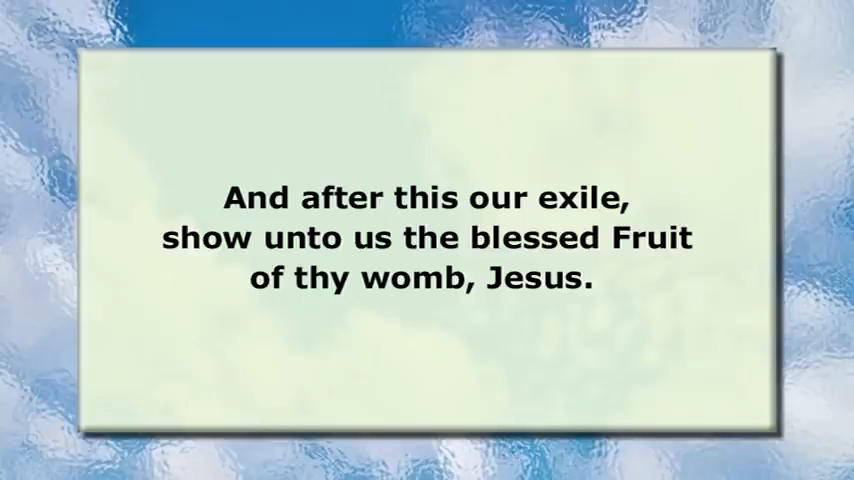 And after this our exile,
show unto us the blessed Fruit
of thy womb, Jesus.